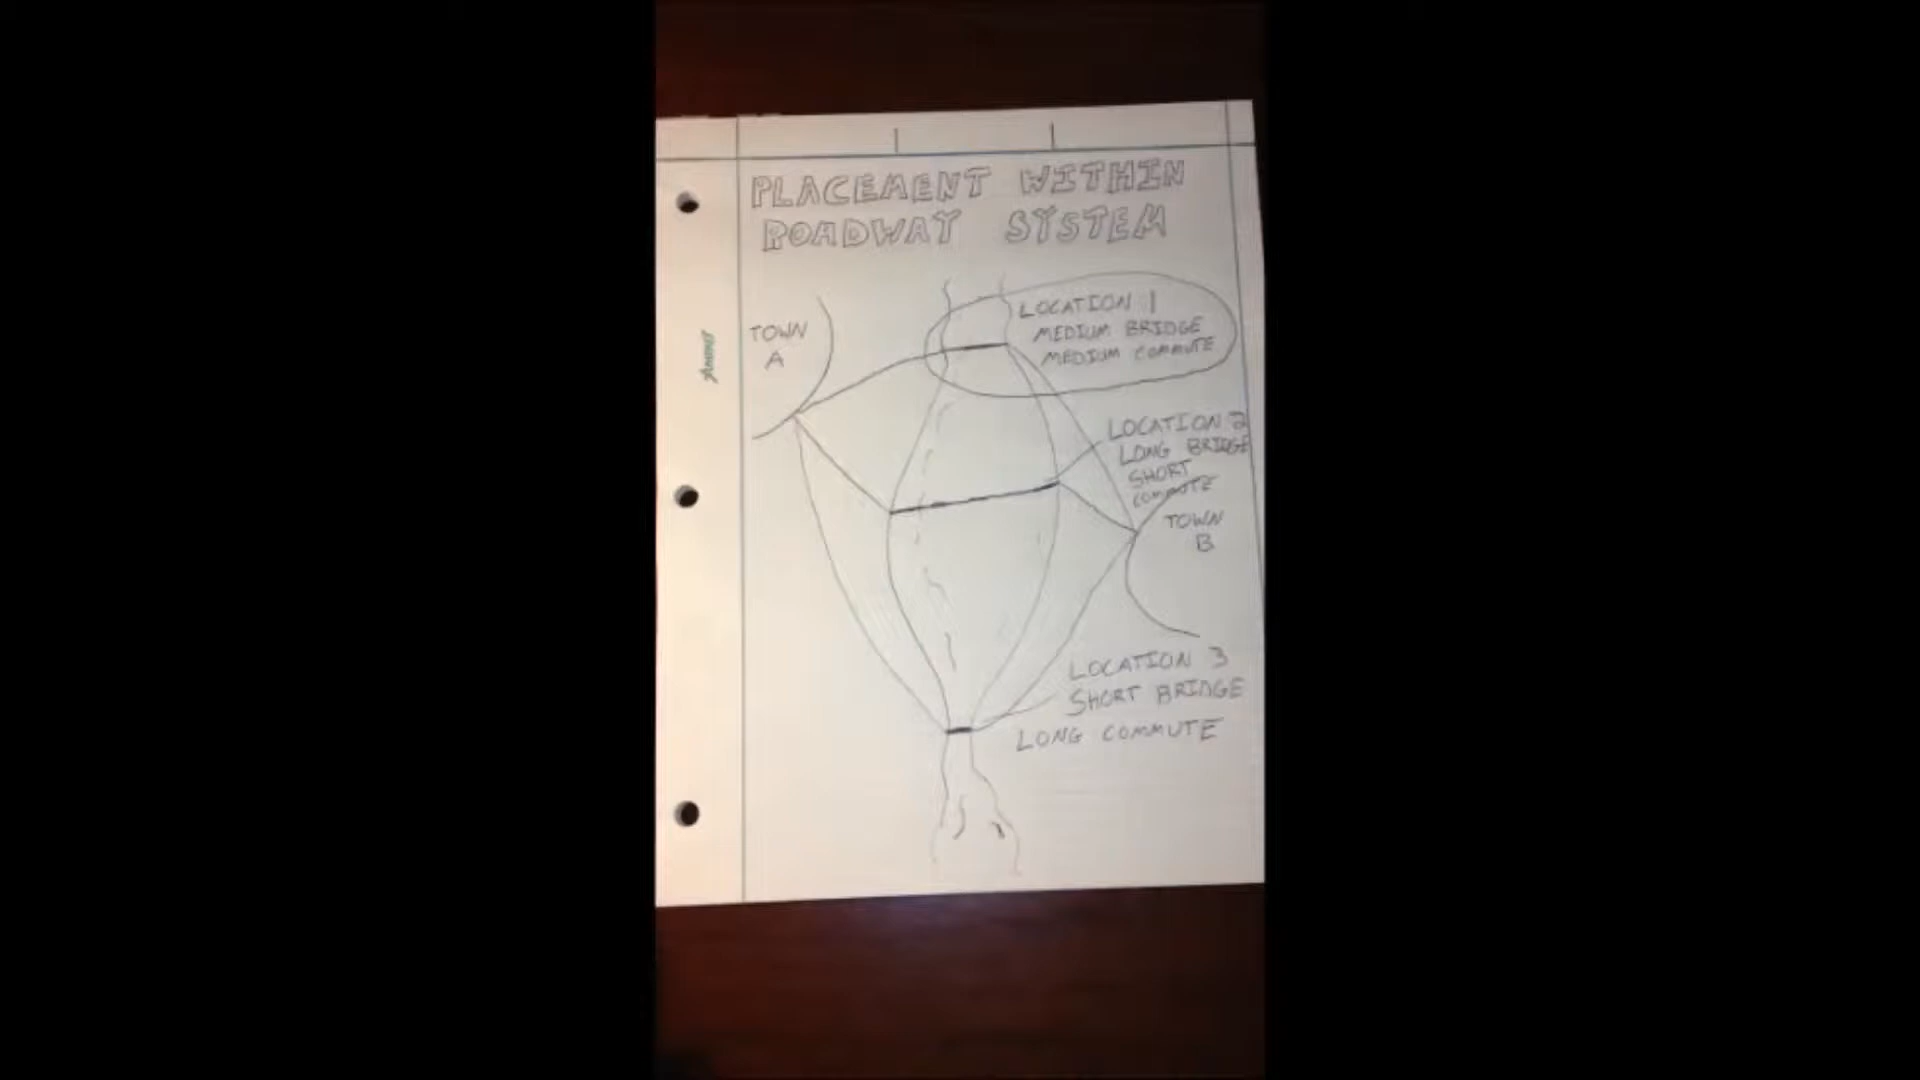 PLACEMENT WITHIN
ROADWAY SYSTEM
TOWN
A
LOCATION 1
MEDIUM BRIDGE
MEDIUM COMMUTE
LOCATION 2
LONG BRIDGE
SHORT
COMMUTE
TOWN
B
LOCATION 3
SHORT BRIDGE
LONG COMMUTE